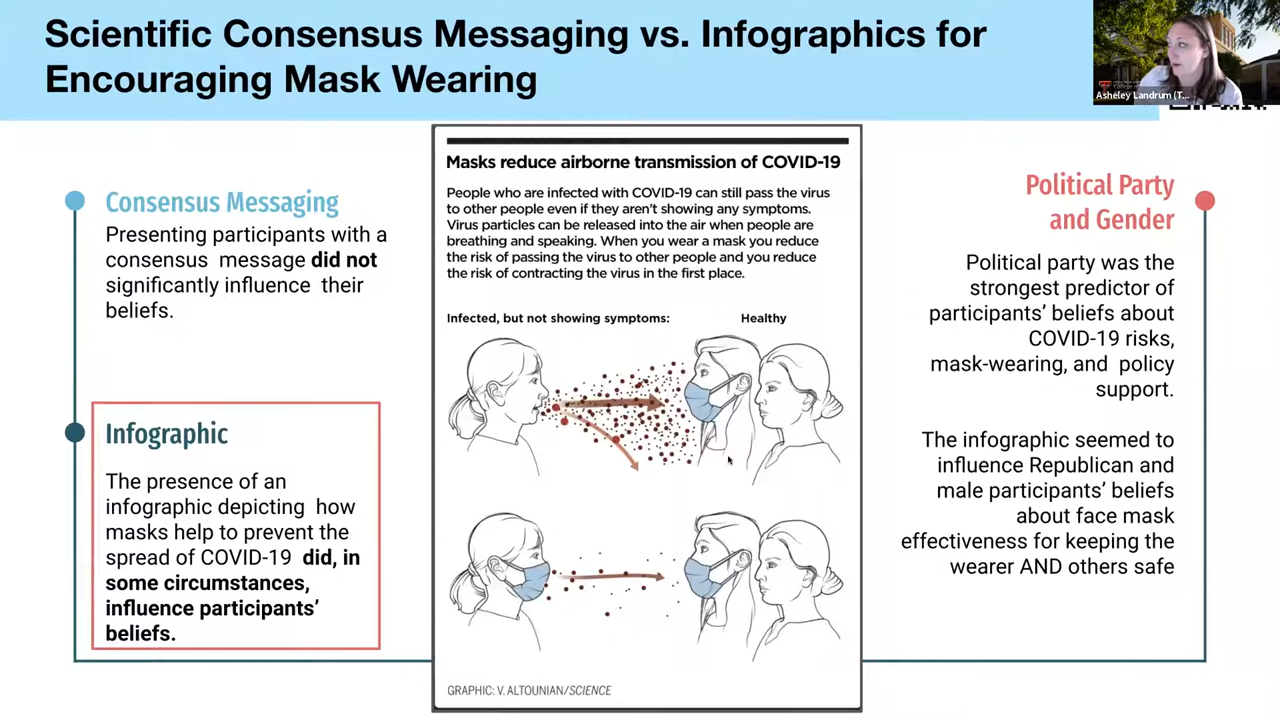 Scientific Consensus Messaging vs. Infographics for
Encouraging Mask Wearing
Asheley Landrum (T...
Consensus Messaging
Presenting participants with a
consensus message did not
significantly influence their
beliefs.
Infographic
The presence of an
infographic depicting how
masks help to prevent the
spread of COVID-19 did, in
some circumstances,
influence participants’
beliefs.
Masks reduce airborne transmission of COVID-19
People who are infected with COVID-19 can still pass the virus
to other people even if they aren't showing any symptoms.
Virus particles can be released into the air when people are
breathing and speaking. When you wear a mask you reduce
the risk of passing the virus to other people and you reduce
the risk of contracting the virus in the first place.
Infected, but not showing symptoms: Healthy
GRAPHIC: V. ALTOUNIAN/SCIENCE
Political Party
and Gender
Political party was the
strongest predictor of
participants’ beliefs about
COVID-19 risks,
mask-wearing, and policy
support.
The infographic seemed to
influence Republican and
male participants’ beliefs
about face mask
effectiveness for keeping the
wearer AND others safe